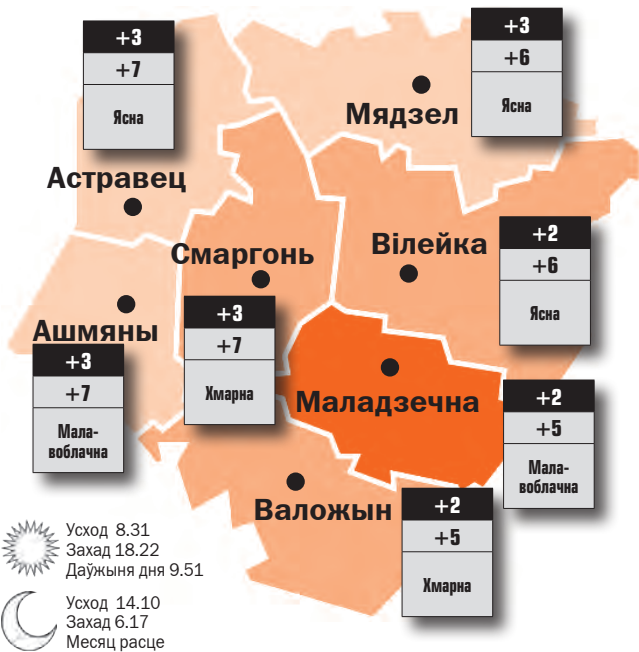 +3
+7
Ясна
Астравец
+3
+6
Ясна
Мядзел
Смаргонь
+3
+7
Хмарна
Вілейка
+2
+6
Ясна
Ашмяны
+3
+7
Мала-
воблачна
Маладзечна
+2
+5
Мала-
воблачна
Валожын
+2
+5
Хмарна
Усход 8.31
Захад 18.22
Даўжыня дня 9.51
Усход 14.10
Захад 6.17
Месяц расце